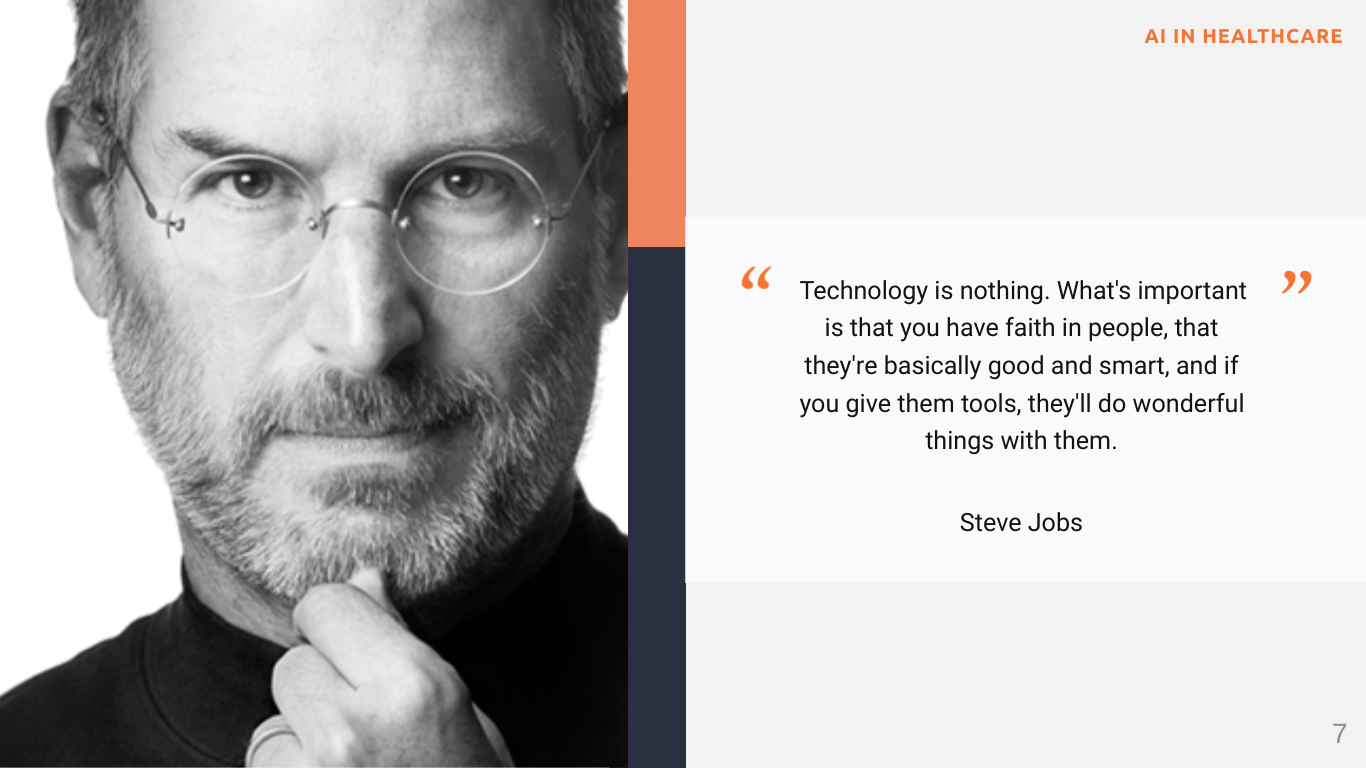 AI IN HEALTHCARE
“ Technology is nothing. What's important ”
is that you have faith in people, that
they're basically good and smart, and if
you give them tools, they'll do wonderful
things with them.
Steve Jobs
7